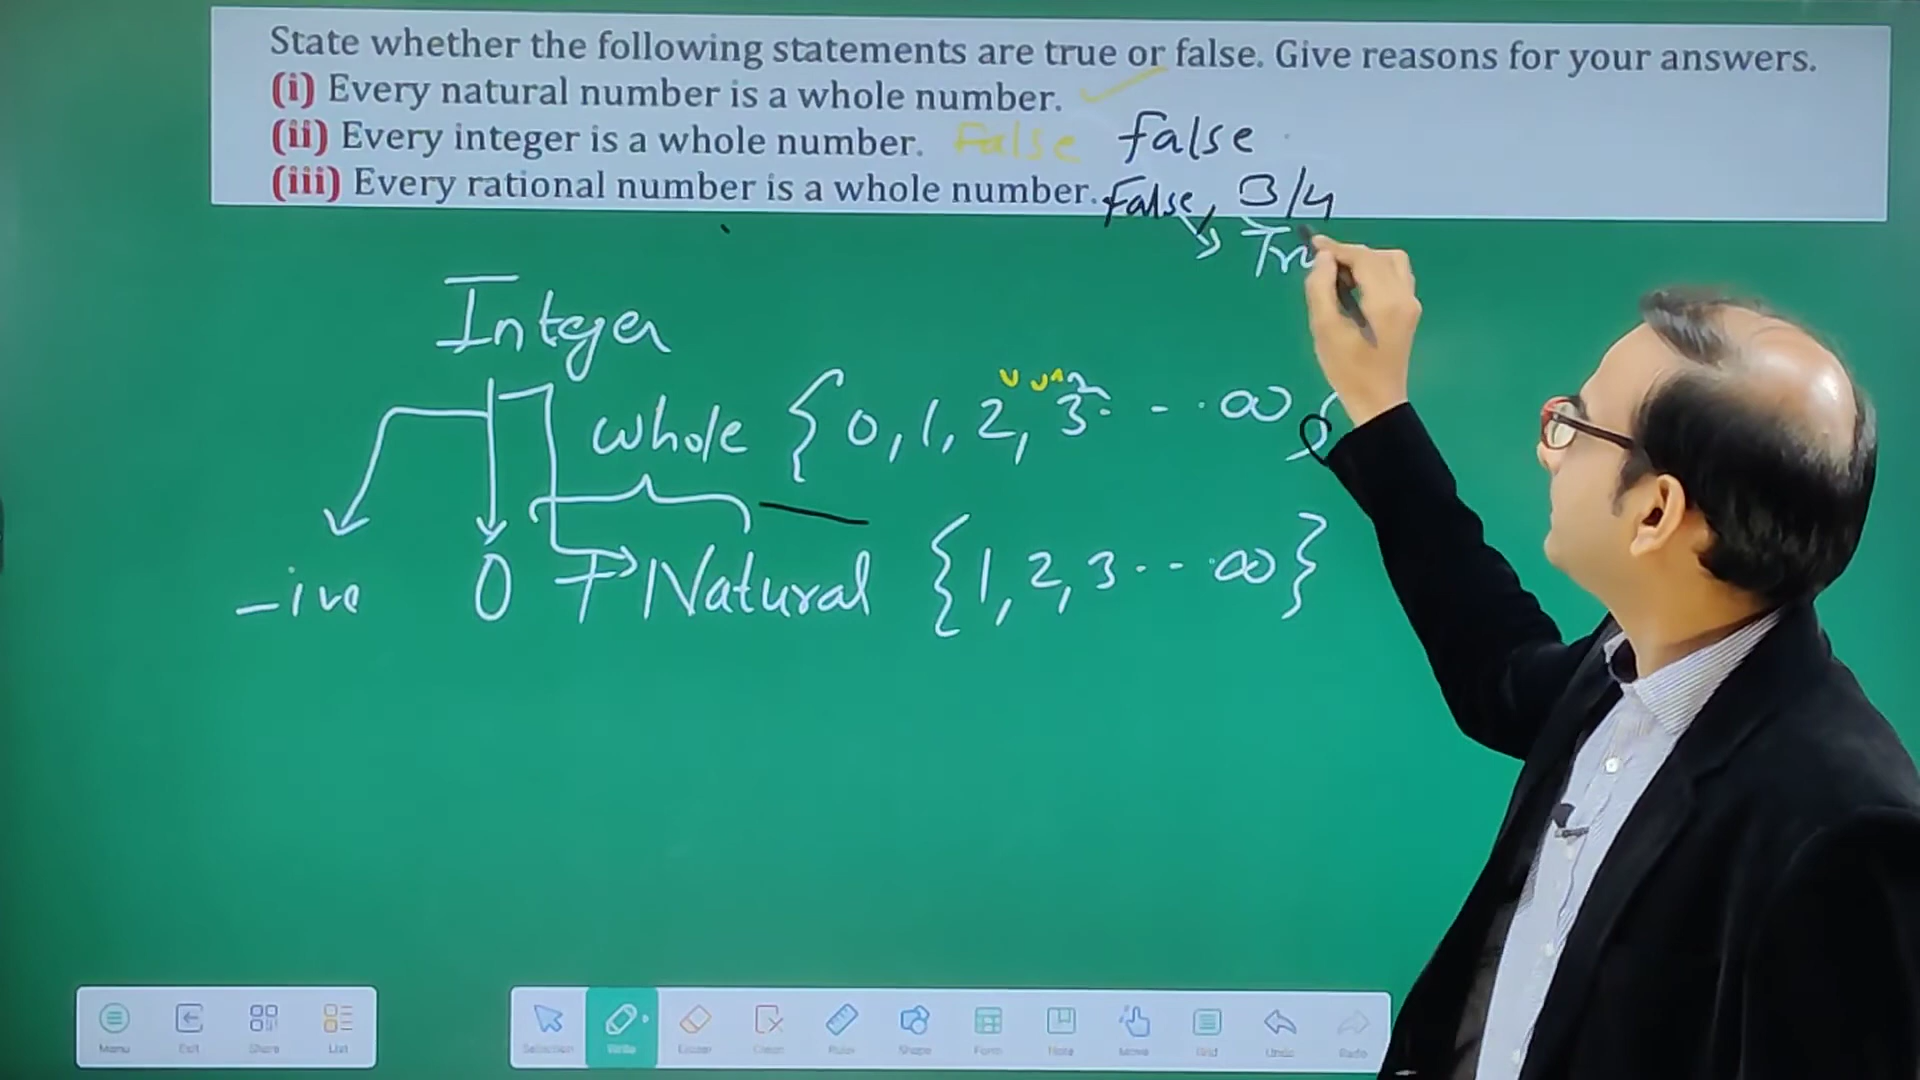 State whether the following statements are true or false. Give reasons for your answers.
(i) Every natural number is a whole number.
(ii) Every integer is a whole number. False false
(iii) Every rational number is a whole number. False, 3/4
Tru
Integer
whole { 0, 1, 2, 3 - - . ∞ }
-ive 0 + Natural { 1, 2, 3 - - - ∞ }
Menu Exit Share List Selection Write Eraser Clean Ruler Shape Form Note Move Grid Undo Redo